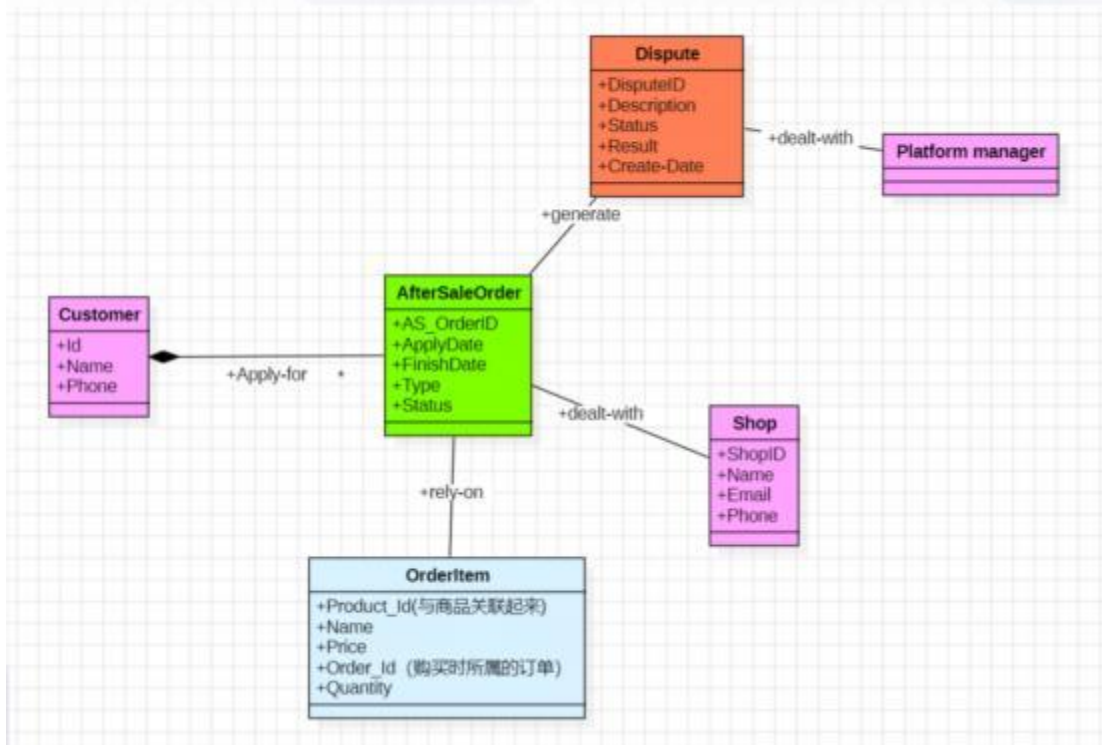 Dispute
+DisputeID
+Description
+Status
+Result
+Create-Date
+dealt-with
Platform manager
+generate
AfterSaleOrder
+AS_OrderID
+ApplyDate
+FinishDate
+Type
+Status
Customer
+Id
+Name
+Phone
+Apply-for
*
+dealt-with
Shop
+ShopID
+Name
+Email
+Phone
+rely-on
OrderItem
+Product_Id(与商品关联起来)
+Name
+Price
+Order_Id（购买时所属的订单）
+Quantity